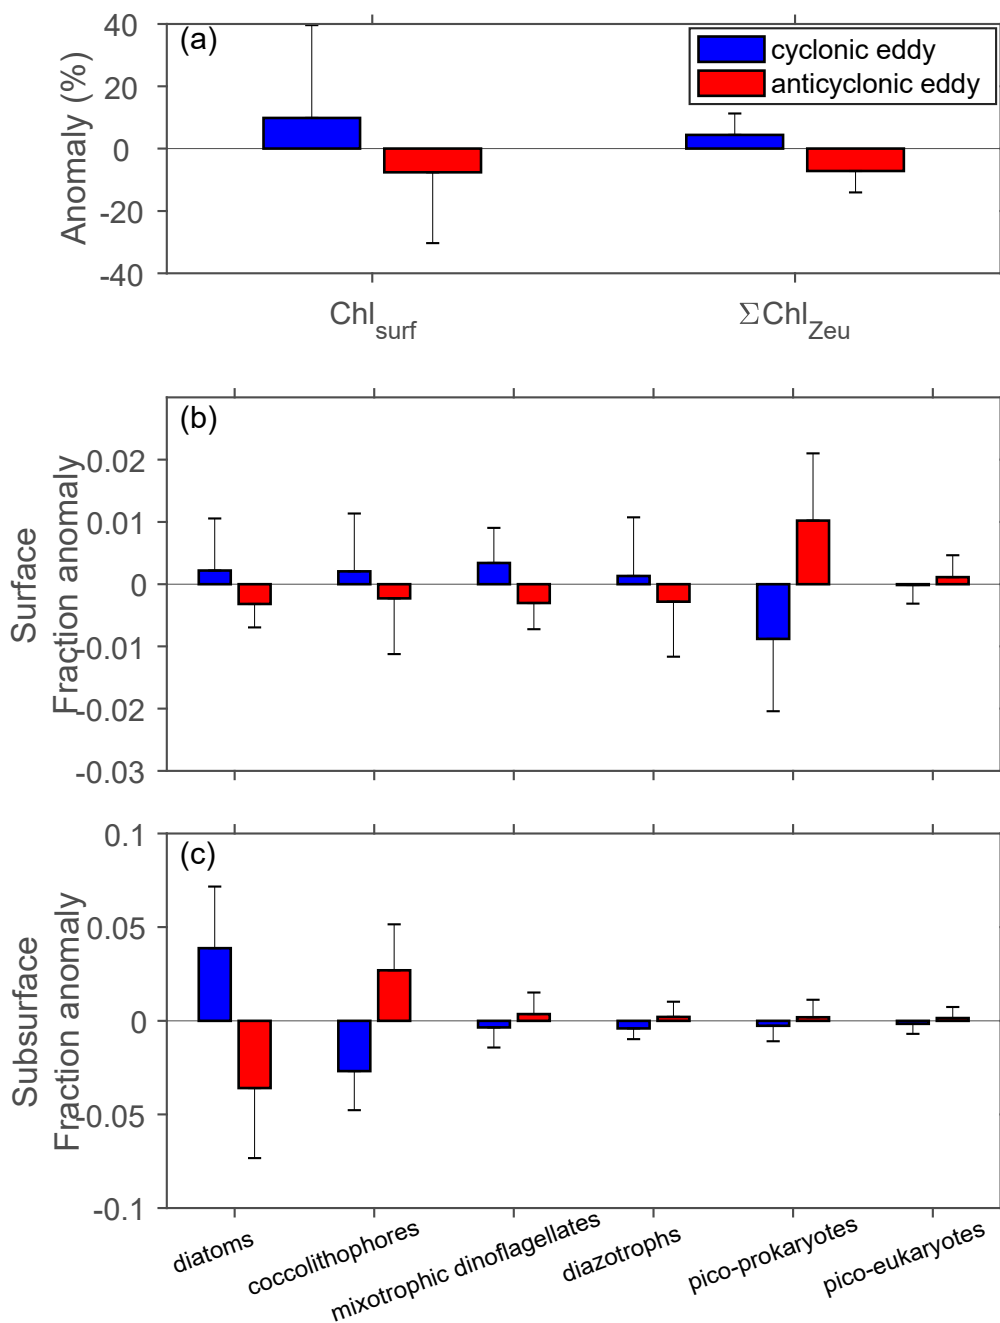 (a)
cyclonic eddy
anticyclonic eddy
Anomaly (%)
40
20
0
-20
-40
Chl_surf
ΣChl_Zeu
(b)
Surface
Fraction anomaly
0.02
0.01
0
-0.01
-0.02
-0.03
(c)
Subsurface
Fraction anomaly
0.1
0.05
0
-0.05
-0.1
diatoms
coccolithophores
mixotrophic dinoflagellates
diazotrophs
pico-prokaryotes
pico-eukaryotes